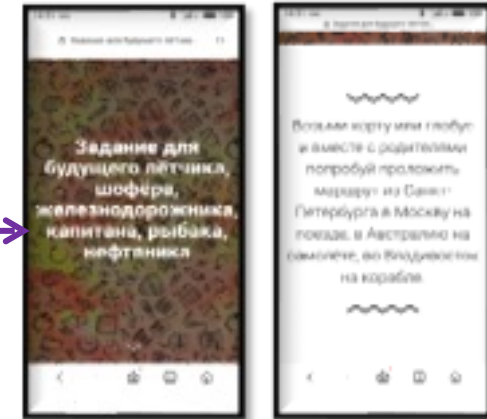 Задание для
будущего лётчика,
шофёра,
железнодорожника,
капитана, рыбака,
нефтяника
Возьми карту или глобус
и вместе с родителями
попробуй проложить
маршрут из Санкт-
Петербурга в Москву на
поезде, в Австралию на
самолёте, во Владивосток
на корабле.